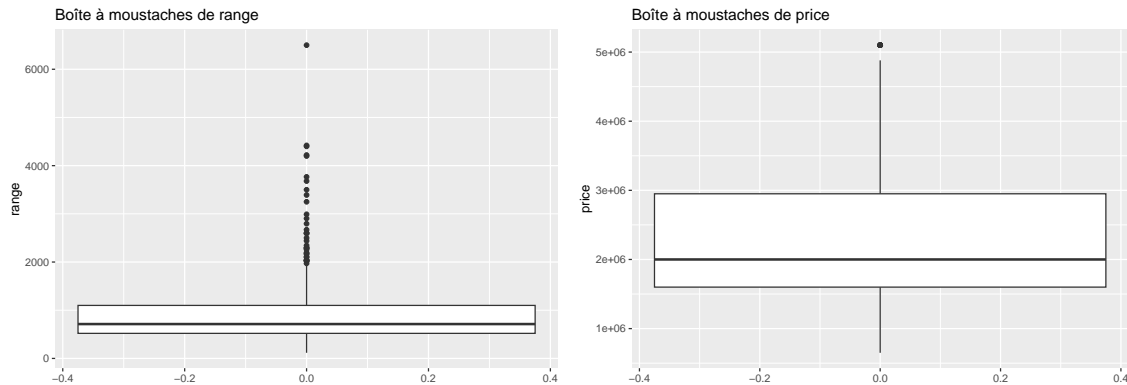 Boîte à moustaches de range
6000
4000
2000
0
range
−0.4
−0.2
0.0
0.2
0.4
Boîte à moustaches de price
5e+06
4e+06
3e+06
2e+06
1e+06
price
−0.4
−0.2
0.0
0.2
0.4